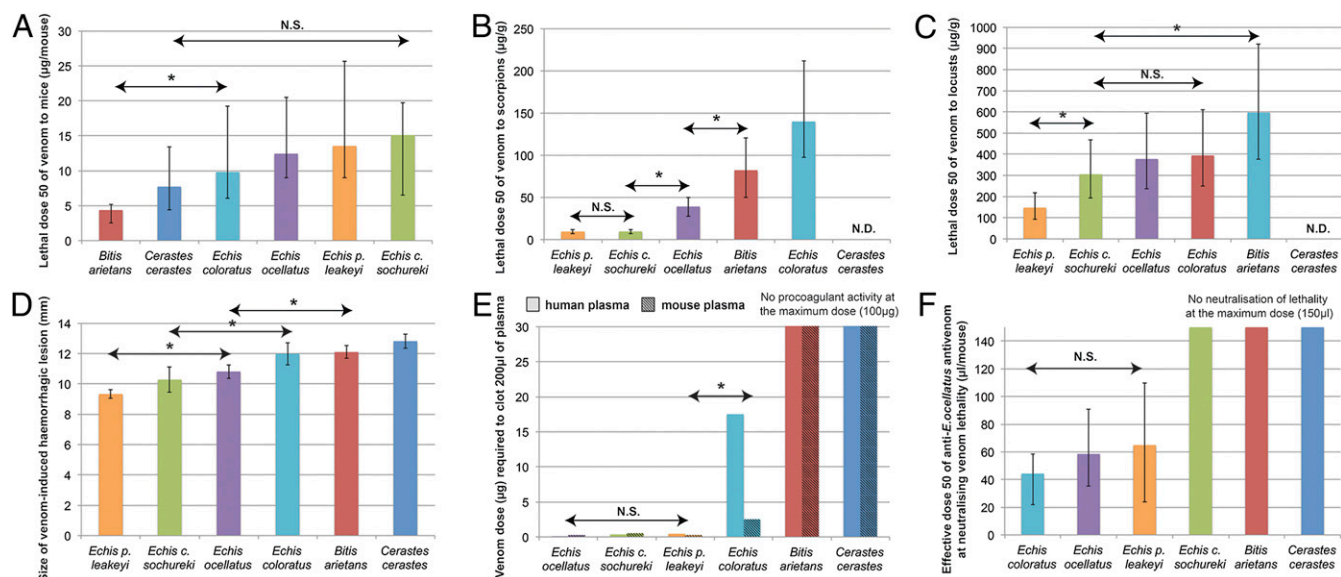 A
Lethal dose 50 of venom to mice (µg/mouse)
30
25
20
15
10
5
0
N.S.
*
Bitis
arietans
Cerastes
cerastes
Echis
coloratus
Echis
ocellatus
Echis p.
leakeyi
Echis
c. sochureki
B
Lethal dose 50 of venom to scorpions (µg/g)
250
200
150
100
50
0
N.S.
*
*
N.D.
Echis p.
leakeyi
Echis
c. sochureki
Echis
ocellatus
Bitis
arietans
Echis
coloratus
Cerastes
cerastes
C
Lethal dose 50 of venom to locusts (µg/g)
1000
900
800
700
600
500
400
300
200
100
0
*
N.S.
*
N.D.
Echis p.
leakeyi
Echis
c. sochureki
Echis
ocellatus
Echis
coloratus
Bitis
arietans
Cerastes
cerastes
D
Size of venom-induced haemorrhagic lesion (mm)
14
12
10
8
6
4
2
0
*
*
*
Echis p.
leakeyi
Echis
c. sochureki
Echis
ocellatus
Echis
coloratus
Bitis
arietans
Cerastes
cerastes
E
Venom dose (µg) required to clot 200µl of plasma
human plasma
mouse plasma
No procoagulant activity at
the maximum dose (100µg)
30
25
20
15
10
5
0
*
N.S.
Echis
ocellatus
Echis c.
sochureki
Echis p.
leakeyi
Echis
coloratus
Bitis
arietans
Cerastes
cerastes
F
Effective dose 50 of anti-E.ocellatus antivenom
at neutralising venom lethality (µl/mouse)
No neutralisation of lethality
at the maximum dose (150µl)
140
120
100
80
60
40
20
0
N.S.
Echis
coloratus
Echis
ocellatus
Echis p.
leakeyi
Echis c.
sochureki
Bitis
arietans
Cerastes
cerastes